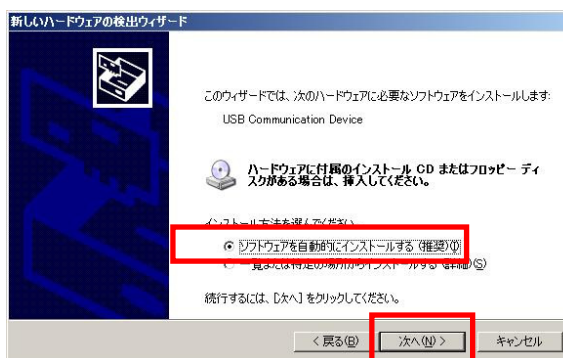 新しいハードウェアの検出ウィザード
このウィザードでは、次のハードウェアに必要なソフトウェアをインストールします:
USB Communication Device
ハードウェアに付属のインストール CD またはフロッピー ディ
スクがある場合は、挿入してください。
インストール方法を選んでください。
ソフトウェアを自動的にインストールする (推奨)(I)
一覧または特定の場所からインストールする (詳細)(S)
続行するには、[次へ] をクリックしてください。
< 戻る(B)
次へ(N) >
キャンセル